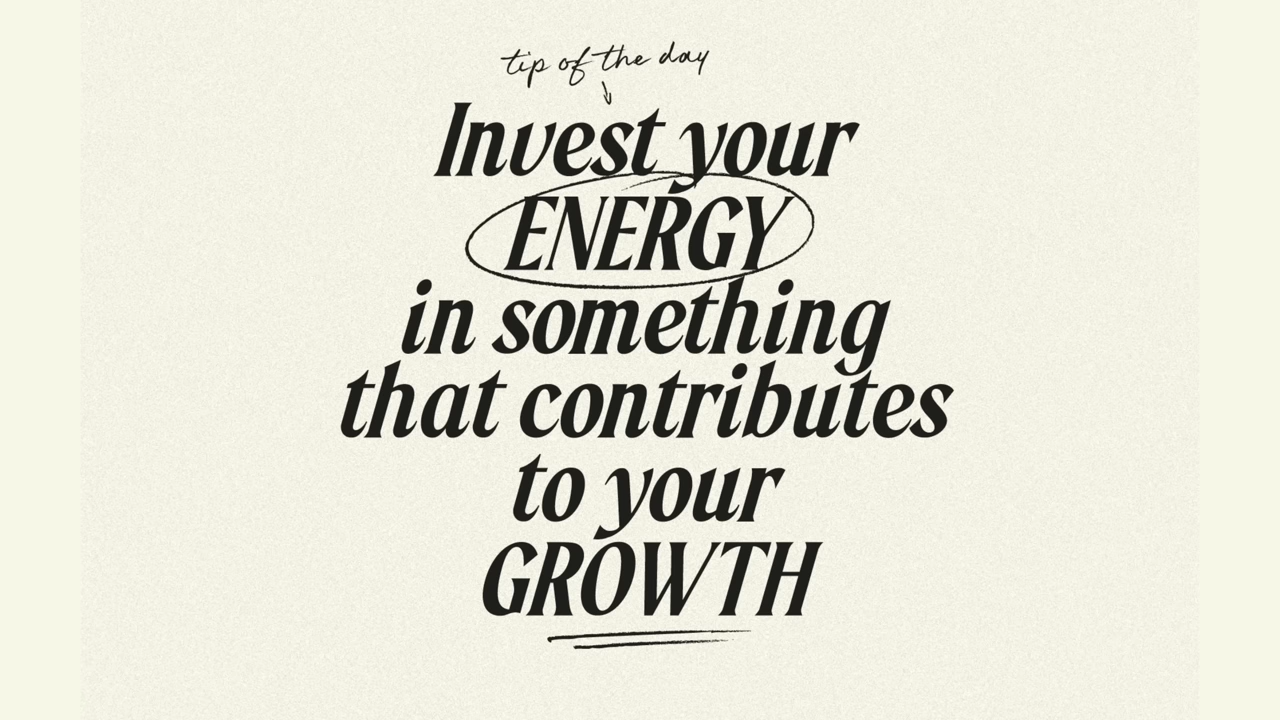 tip of the day
Invest your
ENERGY
in something
that contributes
to your
GROWTH